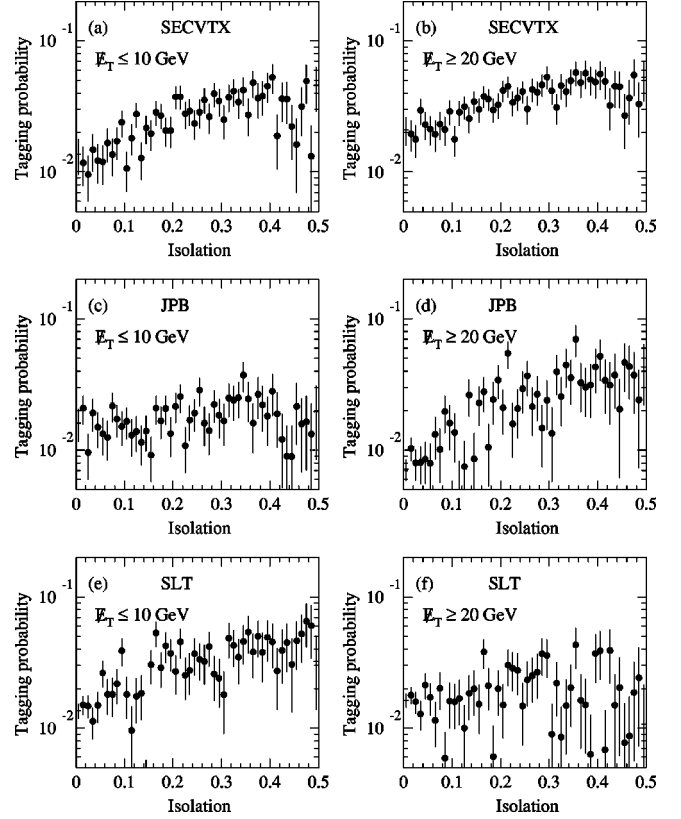 (a) SECVTX
E̸_T ≤ 10 GeV
10⁻¹
10⁻²
Tagging probability
0 0.1 0.2 0.3 0.4 0.5
Isolation
(b) SECVTX
E̸_T ≥ 20 GeV
10⁻¹
10⁻²
Tagging probability
0 0.1 0.2 0.3 0.4 0.5
Isolation
(c) JPB
E̸_T ≤ 10 GeV
10⁻¹
10⁻²
Tagging probability
0 0.1 0.2 0.3 0.4 0.5
Isolation
(d) JPB
E̸_T ≥ 20 GeV
10⁻¹
10⁻²
Tagging probability
0 0.1 0.2 0.3 0.4 0.5
Isolation
(e) SLT
E̸_T ≤ 10 GeV
10⁻¹
10⁻²
Tagging probability
0 0.1 0.2 0.3 0.4 0.5
Isolation
(f) SLT
E̸_T ≥ 20 GeV
10⁻¹
10⁻²
Tagging probability
0 0.1 0.2 0.3 0.4 0.5
Isolation